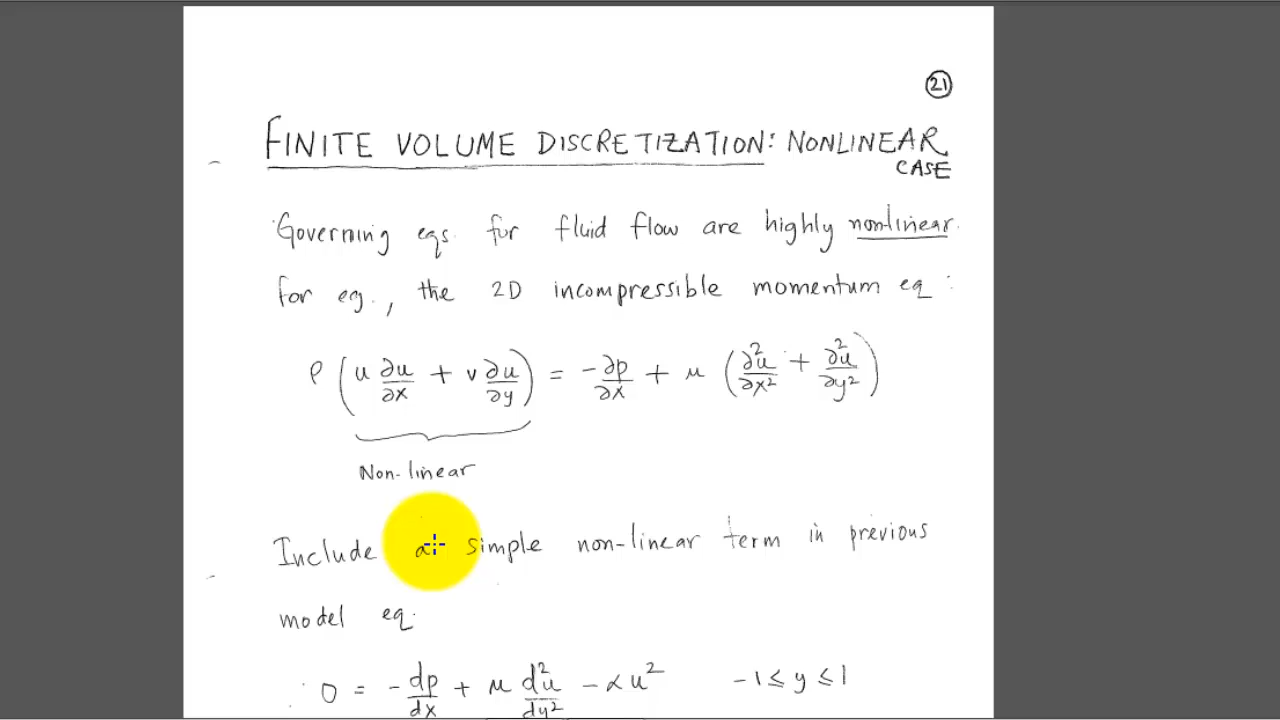 21
FINITE VOLUME DISCRETIZATION: NONLINEAR
CASE
Governing eqs. for fluid flow are highly nonlinear.
For eg., the 2D incompressible momentum eq:
ρ (u ∂u/∂x + v ∂u/∂y) = -∂p/∂x + μ (∂²u/∂x² + ∂²u/∂y²)
Non-linear
Include a simple non-linear term in previous
model eq.
0 = -dp/dx + μ d²u/dy² - αu² -1 ≤ y ≤ 1